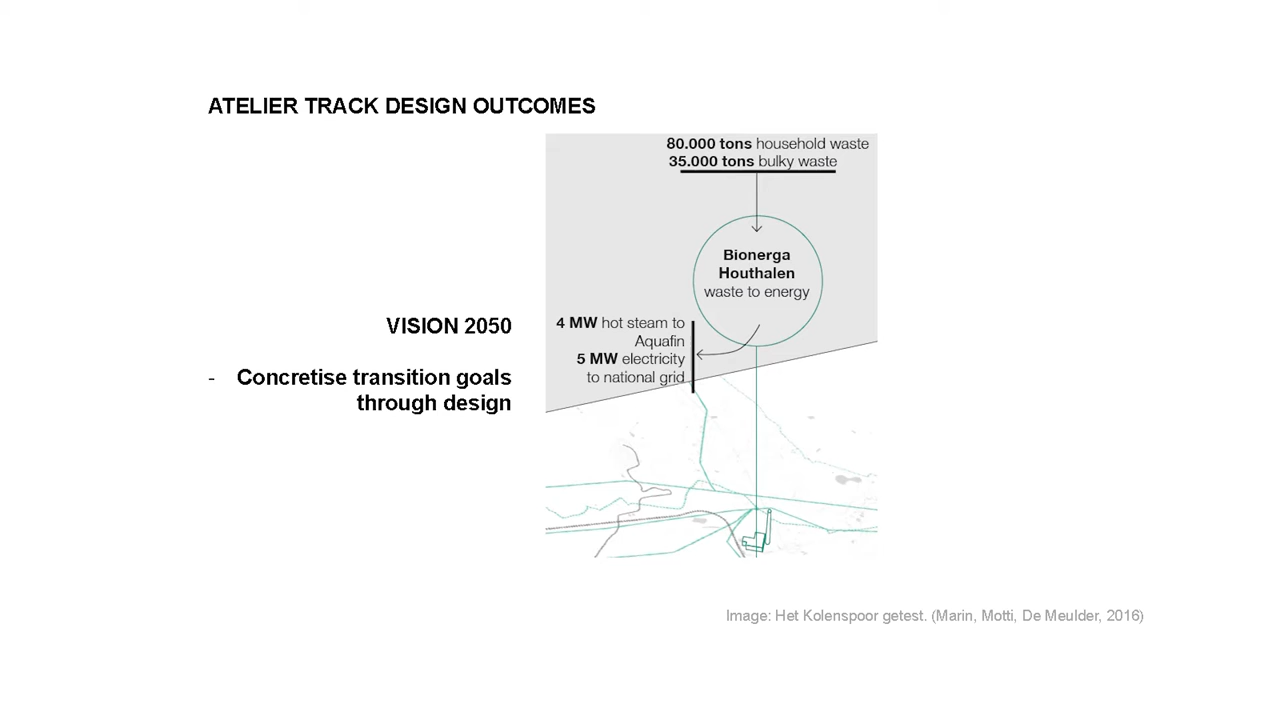 ATELIER TRACK DESIGN OUTCOMES
80.000 tons household waste
35.000 tons bulky waste
Bionerga
Houthalen
waste to energy
4 MW hot steam to
Aquafin
5 MW electricity
to national grid
VISION 2050
- Concretise transition goals
through design
Image: Het Kolenspoor getest. (Marin, Motti, De Meulder, 2016)